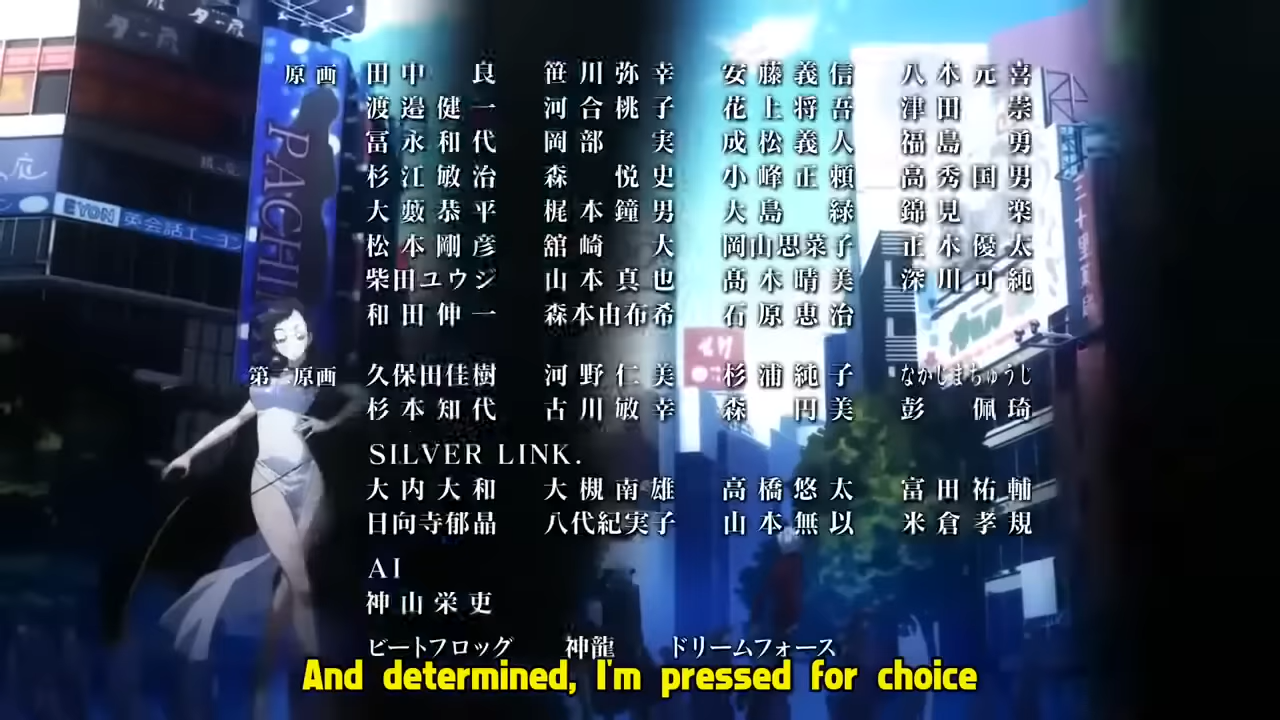 原画 田中 良 笹川弥幸 安藤義信 八木元喜
渡邉健一 河合桃子 花上将吾 津田 崇
冨永和代 岡部 実 成松義人 福島 勇
杉江敏治 森 悦史 小峰正頼 高秀国男
大藪恭平 梶本鐘男 大島 緑 錦見 楽
松本剛彦 舘崎 大 岡山思菜子 正木優太
柴田ユウジ 山本真也 髙木晴美 深川可純
和田伸一 森本由布希 石原恵治
第二原画 久保田佳樹 河野仁美 杉浦純子 なかじまちゅうじ
杉本知代 古川敏幸 森 円美 彭 佩琦
SILVER LINK.
大内大和 大槻南雄 高橋悠太 富田祐輔
日向寺郁晶 八代紀実子 山本無以 米倉孝規
AI
神山栄吏
ビートフロッグ 神龍 ドリームフォース
And determined, I'm pressed for choice
PACHI
EYON 英会話エーヨン